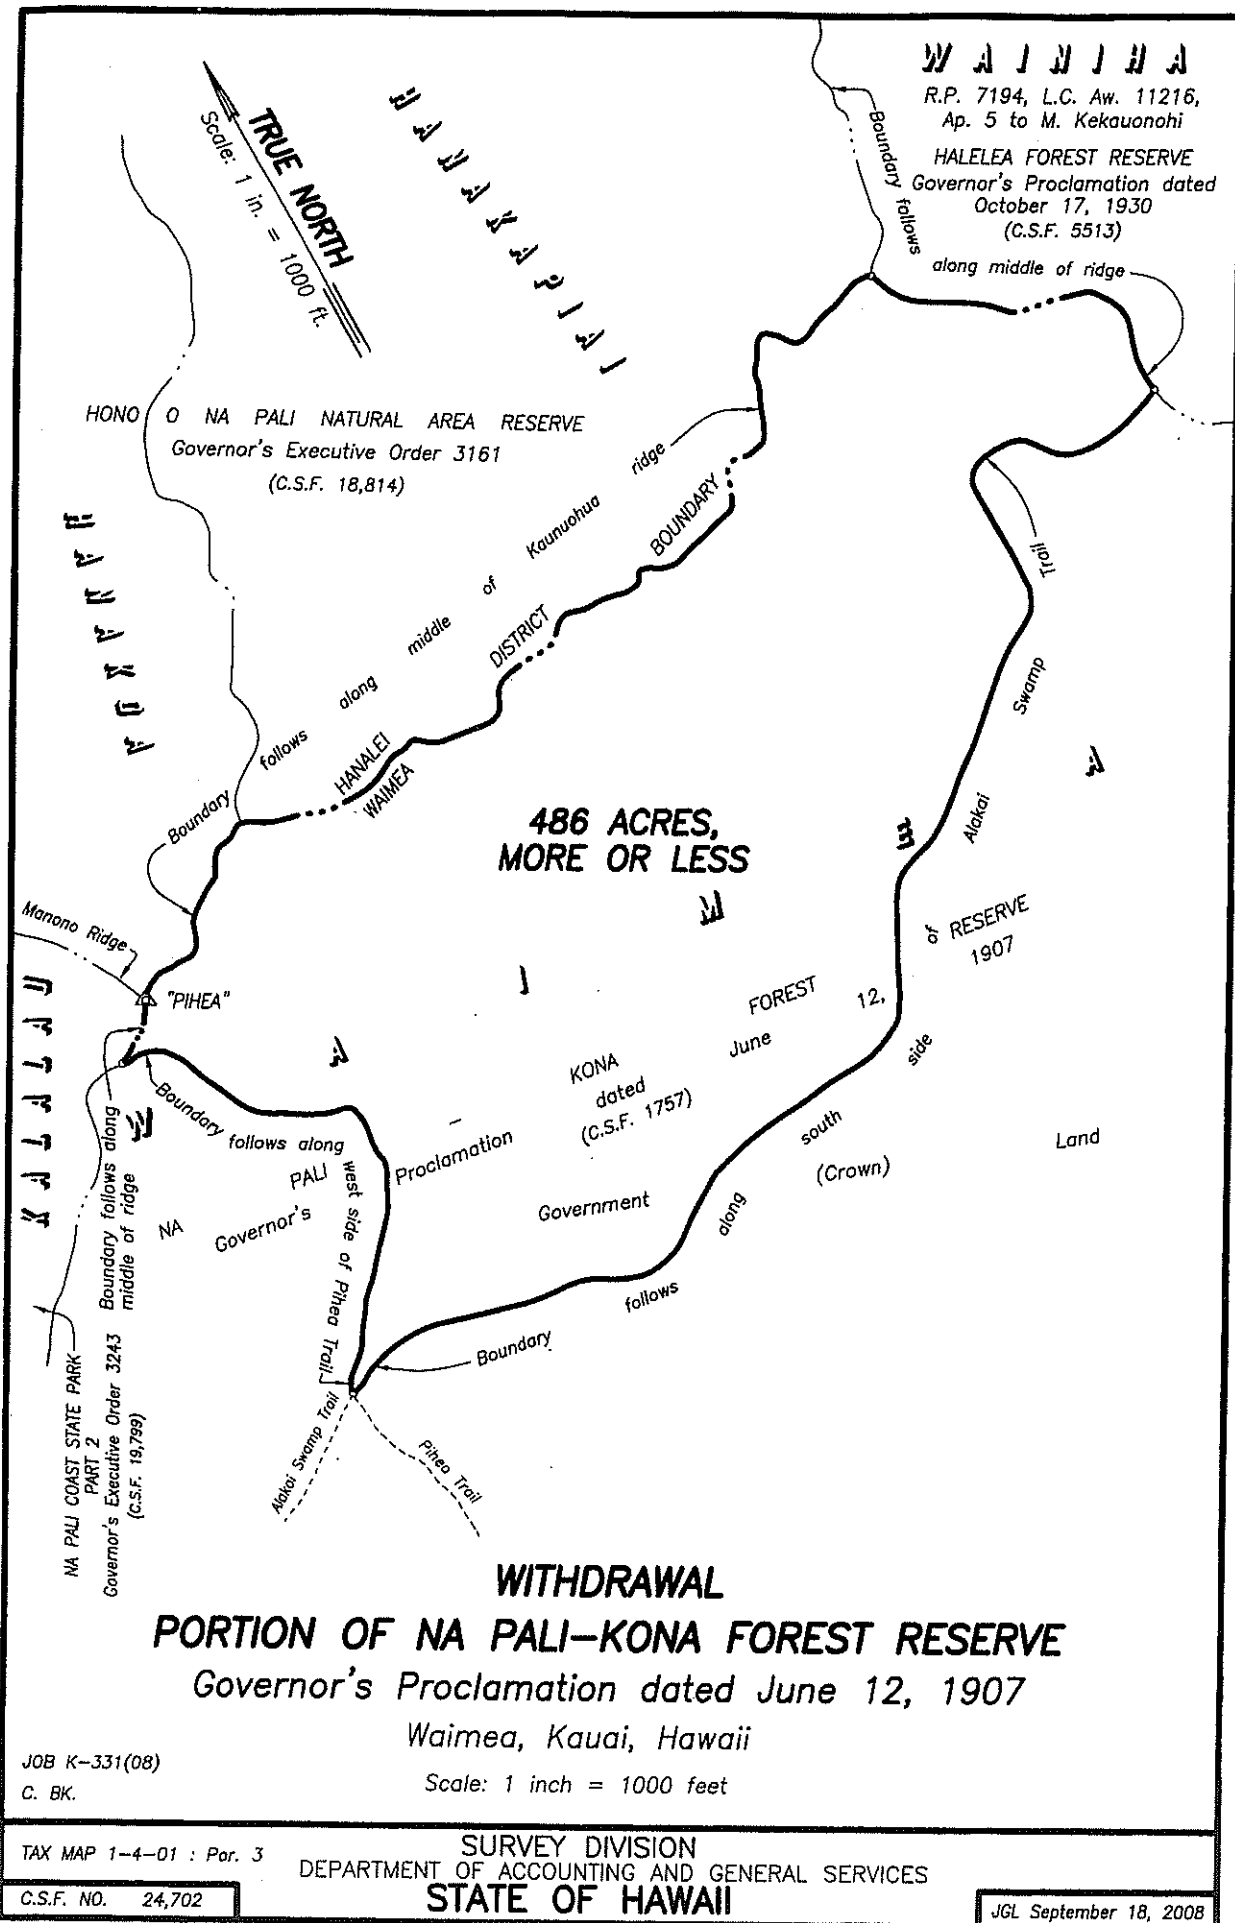 WAINIHA
R.P. 7194, L.C. Aw. 11216,
Ap. 5 to M. Kekauonohi
HALELEA FOREST RESERVE
Governor's Proclamation dated
October 17, 1930
(C.S.F. 5513)
Boundary follows
along middle of ridge
TRUE NORTH
Scale: 1 in. = 1000 ft.
HANAKAPIAI
HONO O NA PALI NATURAL AREA RESERVE
Governor's Executive Order 3161
(C.S.F. 18,814)
HANAKOA
Boundary follows along middle of Kaunuohua ridge
HANALEI DISTRICT BOUNDARY
WAIMEA
486 ACRES,
MORE OR LESS
Trail
Swamp
Alakai
of
side
south
along
follows
Boundary
Manono Ridge
"PIHEA"
KALALAU
WAIMEA
Boundary follows along
west side of Pihea Trail
Boundary follows along
middle of ridge
NA PALI KONA FOREST RESERVE
Governor's Proclamation dated June 12, 1907
(C.S.F. 1757)
Government (Crown) Land
NA PALI COAST STATE PARK
PART 2
Governor's Executive Order 3243
(C.S.F. 19,799)
Alakai Swamp Trail
Pihea Trail
WITHDRAWAL
PORTION OF NA PALI-KONA FOREST RESERVE
Governor's Proclamation dated June 12, 1907
Waimea, Kauai, Hawaii
Scale: 1 inch = 1000 feet
JOB K-331(08)
C. BK.
TAX MAP 1-4-01 : Por. 3
SURVEY DIVISION
DEPARTMENT OF ACCOUNTING AND GENERAL SERVICES
STATE OF HAWAII
C.S.F. NO. 24,702
JGL September 18, 2008